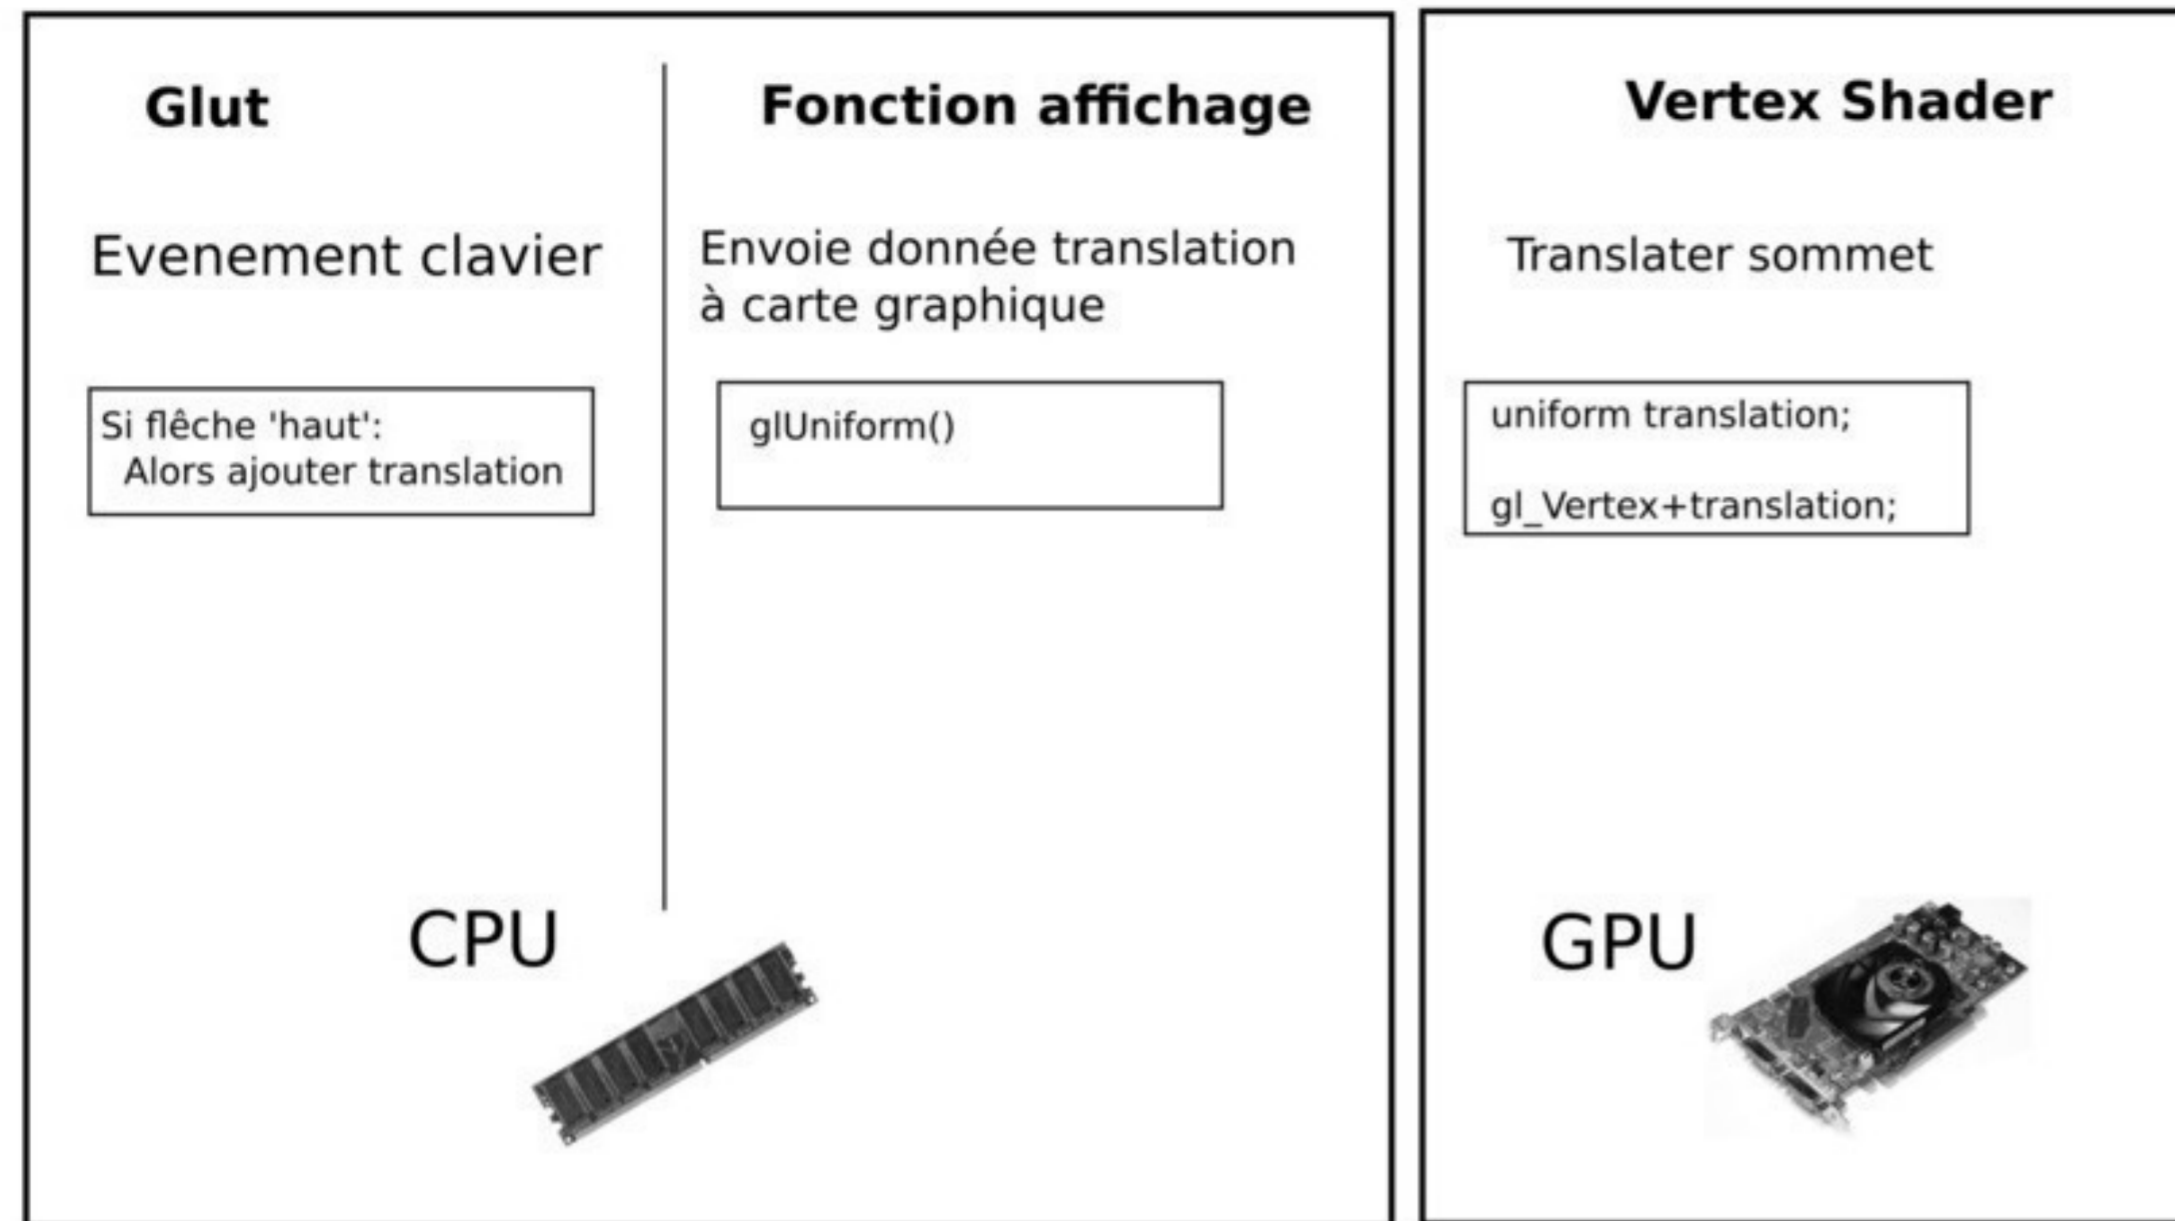 Glut
Evenement clavier
Si flêche 'haut':
Alors ajouter translation
Fonction affichage
Envoie donnée translation
à carte graphique
glUniform()
CPU
Vertex Shader
Translater sommet
uniform translation;
gl_Vertex+translation;
GPU